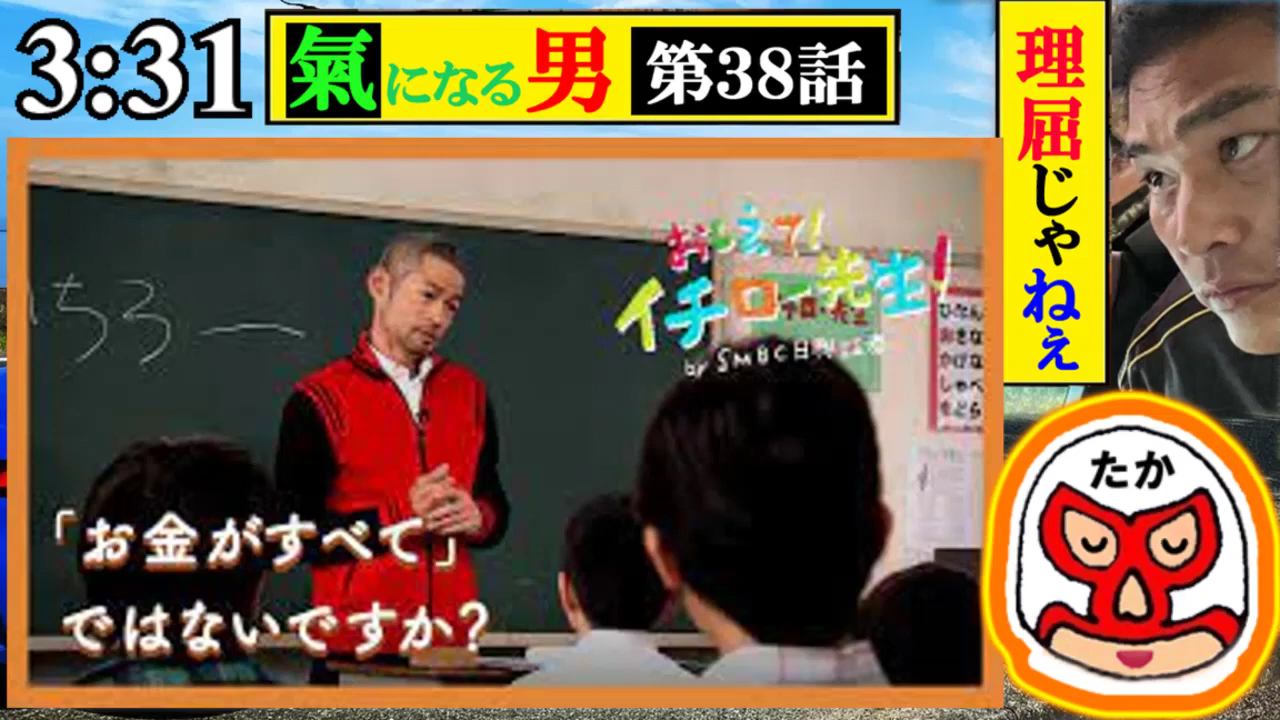 3:31
氣になる男 第38話
理屈じゃねぇ
いちろー
おしえて!
イチロー先生!
by SMBC日興証券
「お金がすべて」
ではないですか?
たか